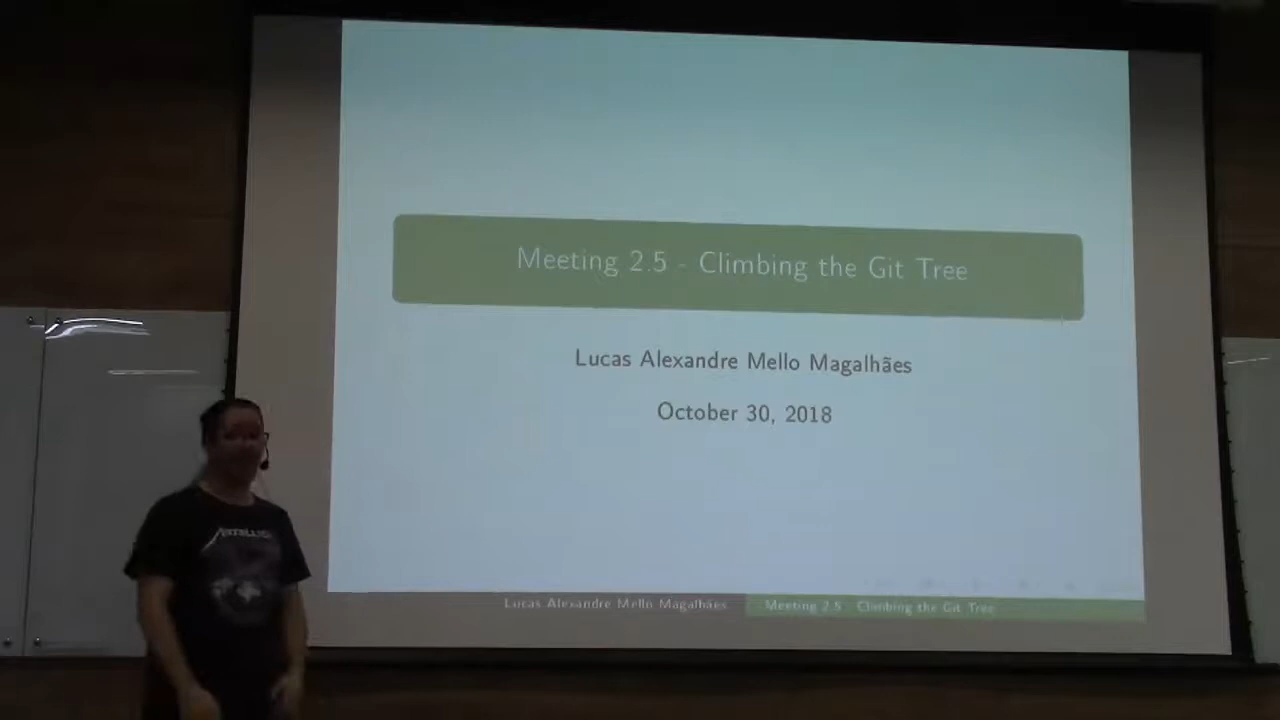 Meeting 2.5 - Climbing the Git Tree
Lucas Alexandre Mello Magalhães
October 30, 2018
Lucas Alexandre Mello Magalhães
Meeting 2.5 - Climbing the Git Tree
METALLICA